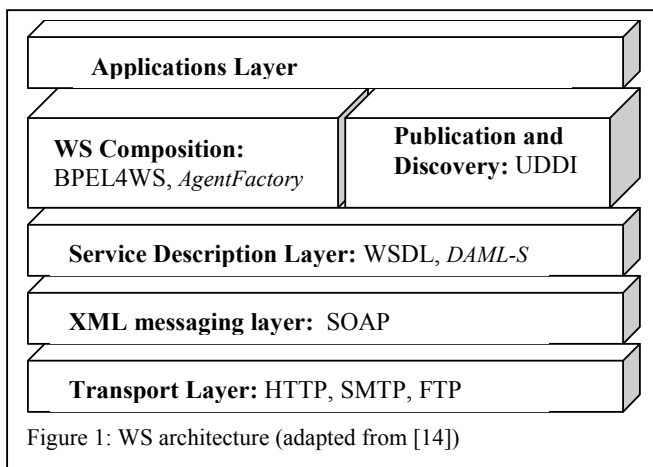 Applications Layer
WS Composition:
BPEL4WS, AgentFactory
Publication and
Discovery: UDDI
Service Description Layer: WSDL, DAML-S
XML messaging layer: SOAP
Transport Layer: HTTP, SMTP, FTP
Figure 1: WS architecture (adapted from [14])